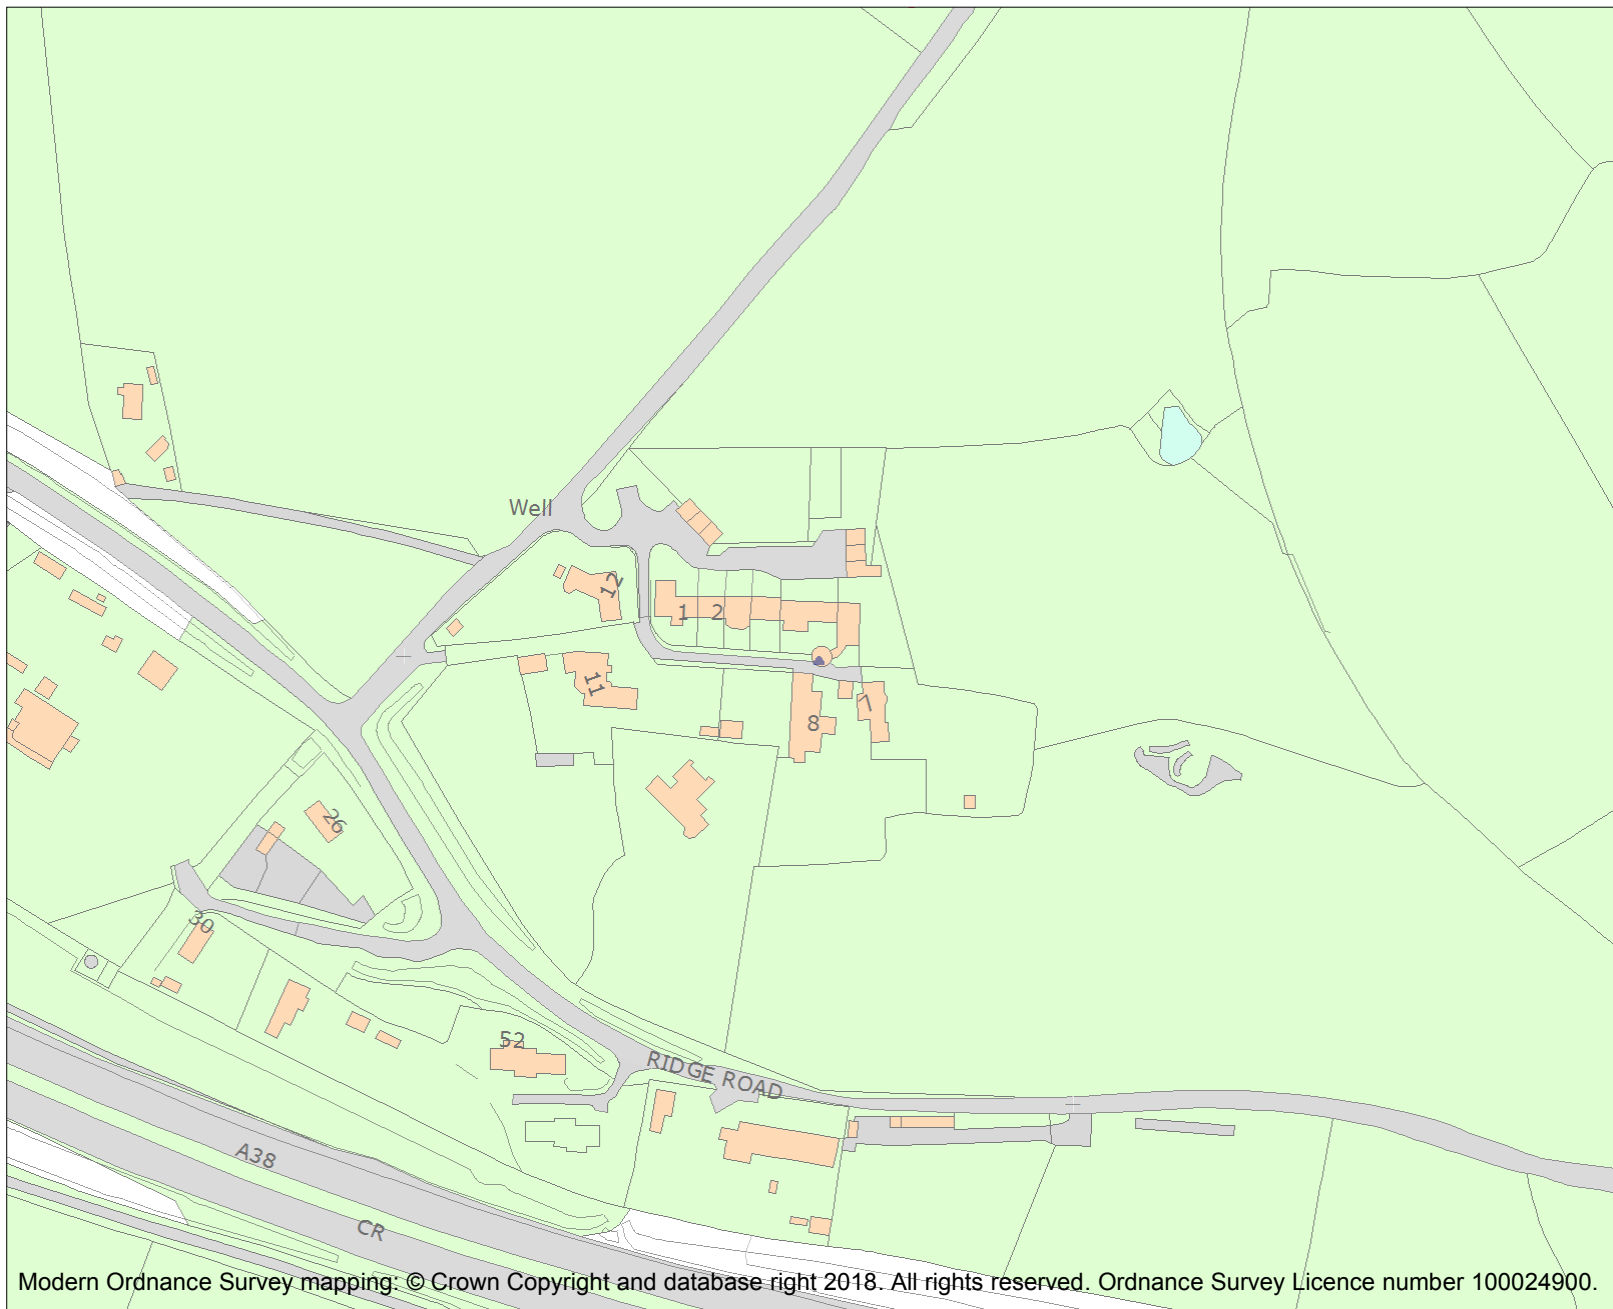 Well
12
1
2
11
7
8
26
30
52
RIDGE ROAD
A38
CR
Modern Ordnance Survey mapping: © Crown Copyright and database right 2018. All rights reserved. Ordnance Survey Licence number 100024900.